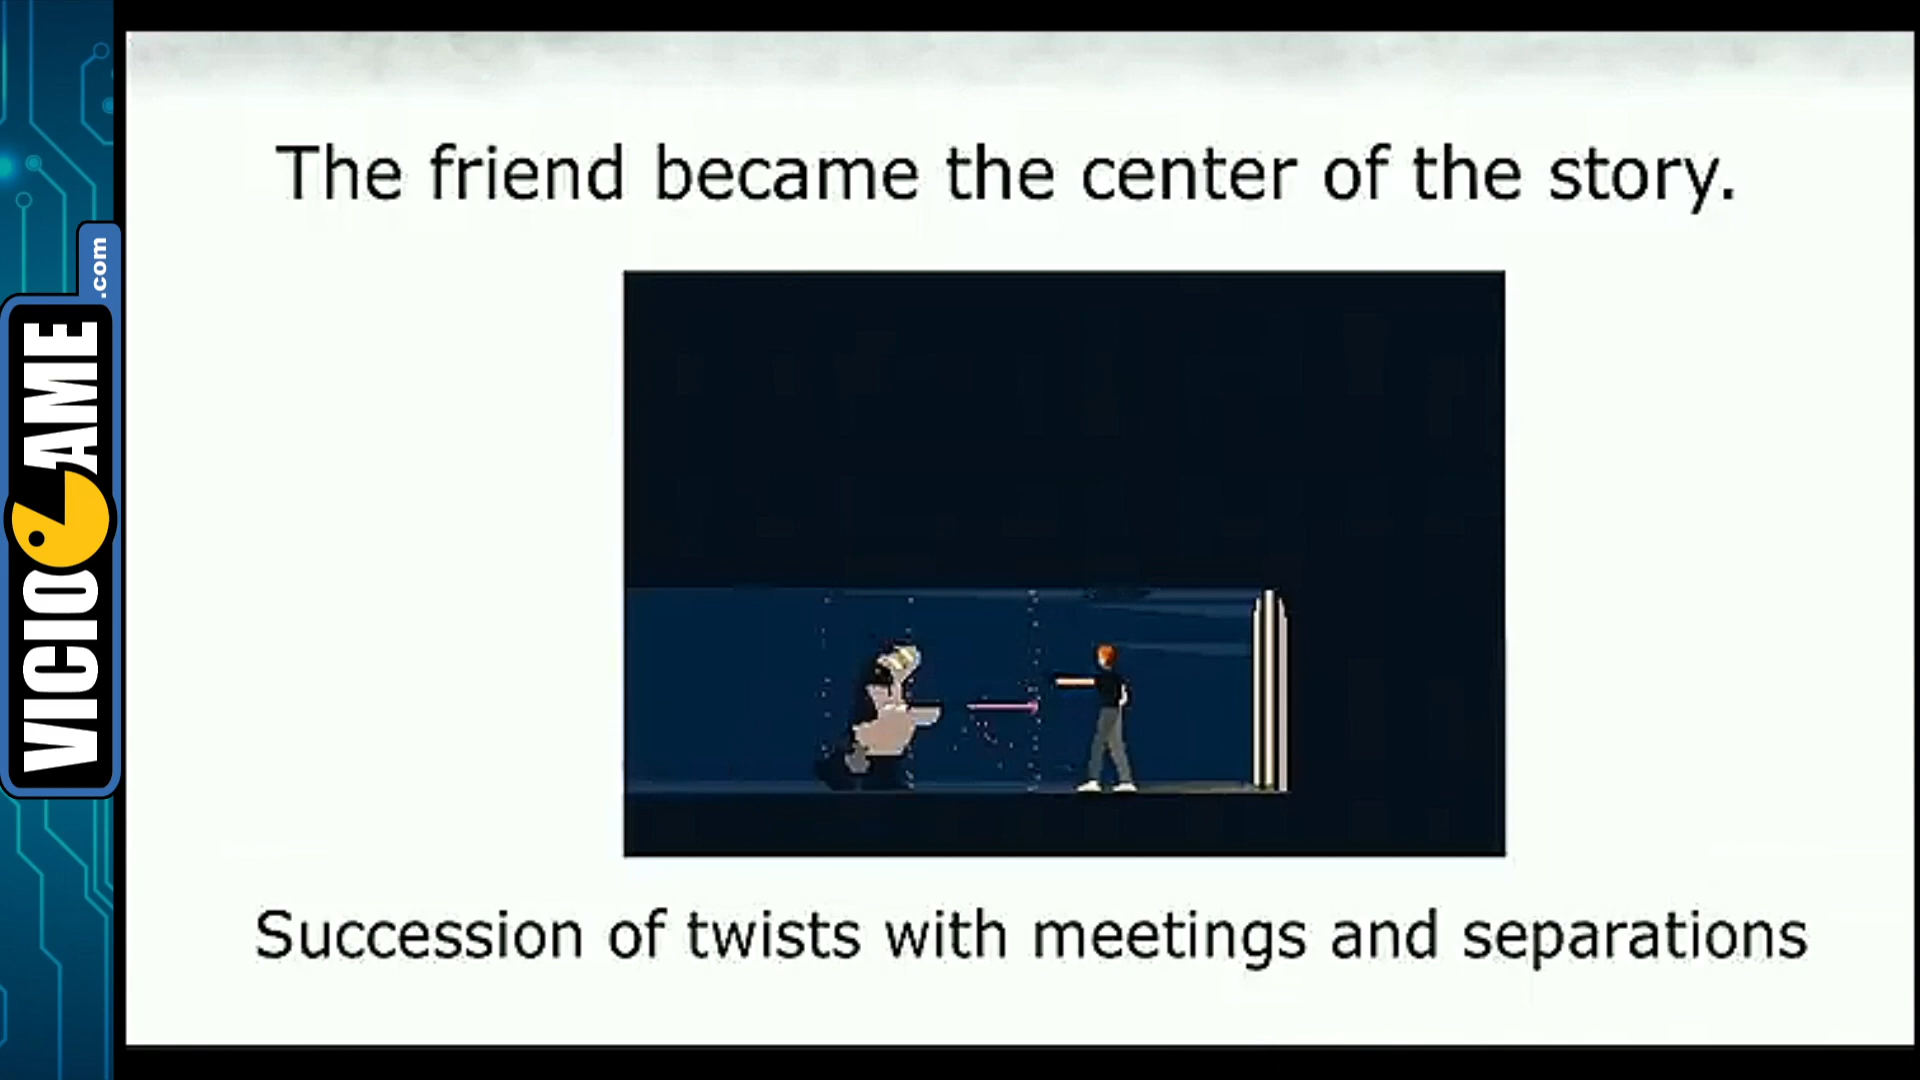 The friend became the center of the story.
Succession of twists with meetings and separations
VICIOGAME
.com